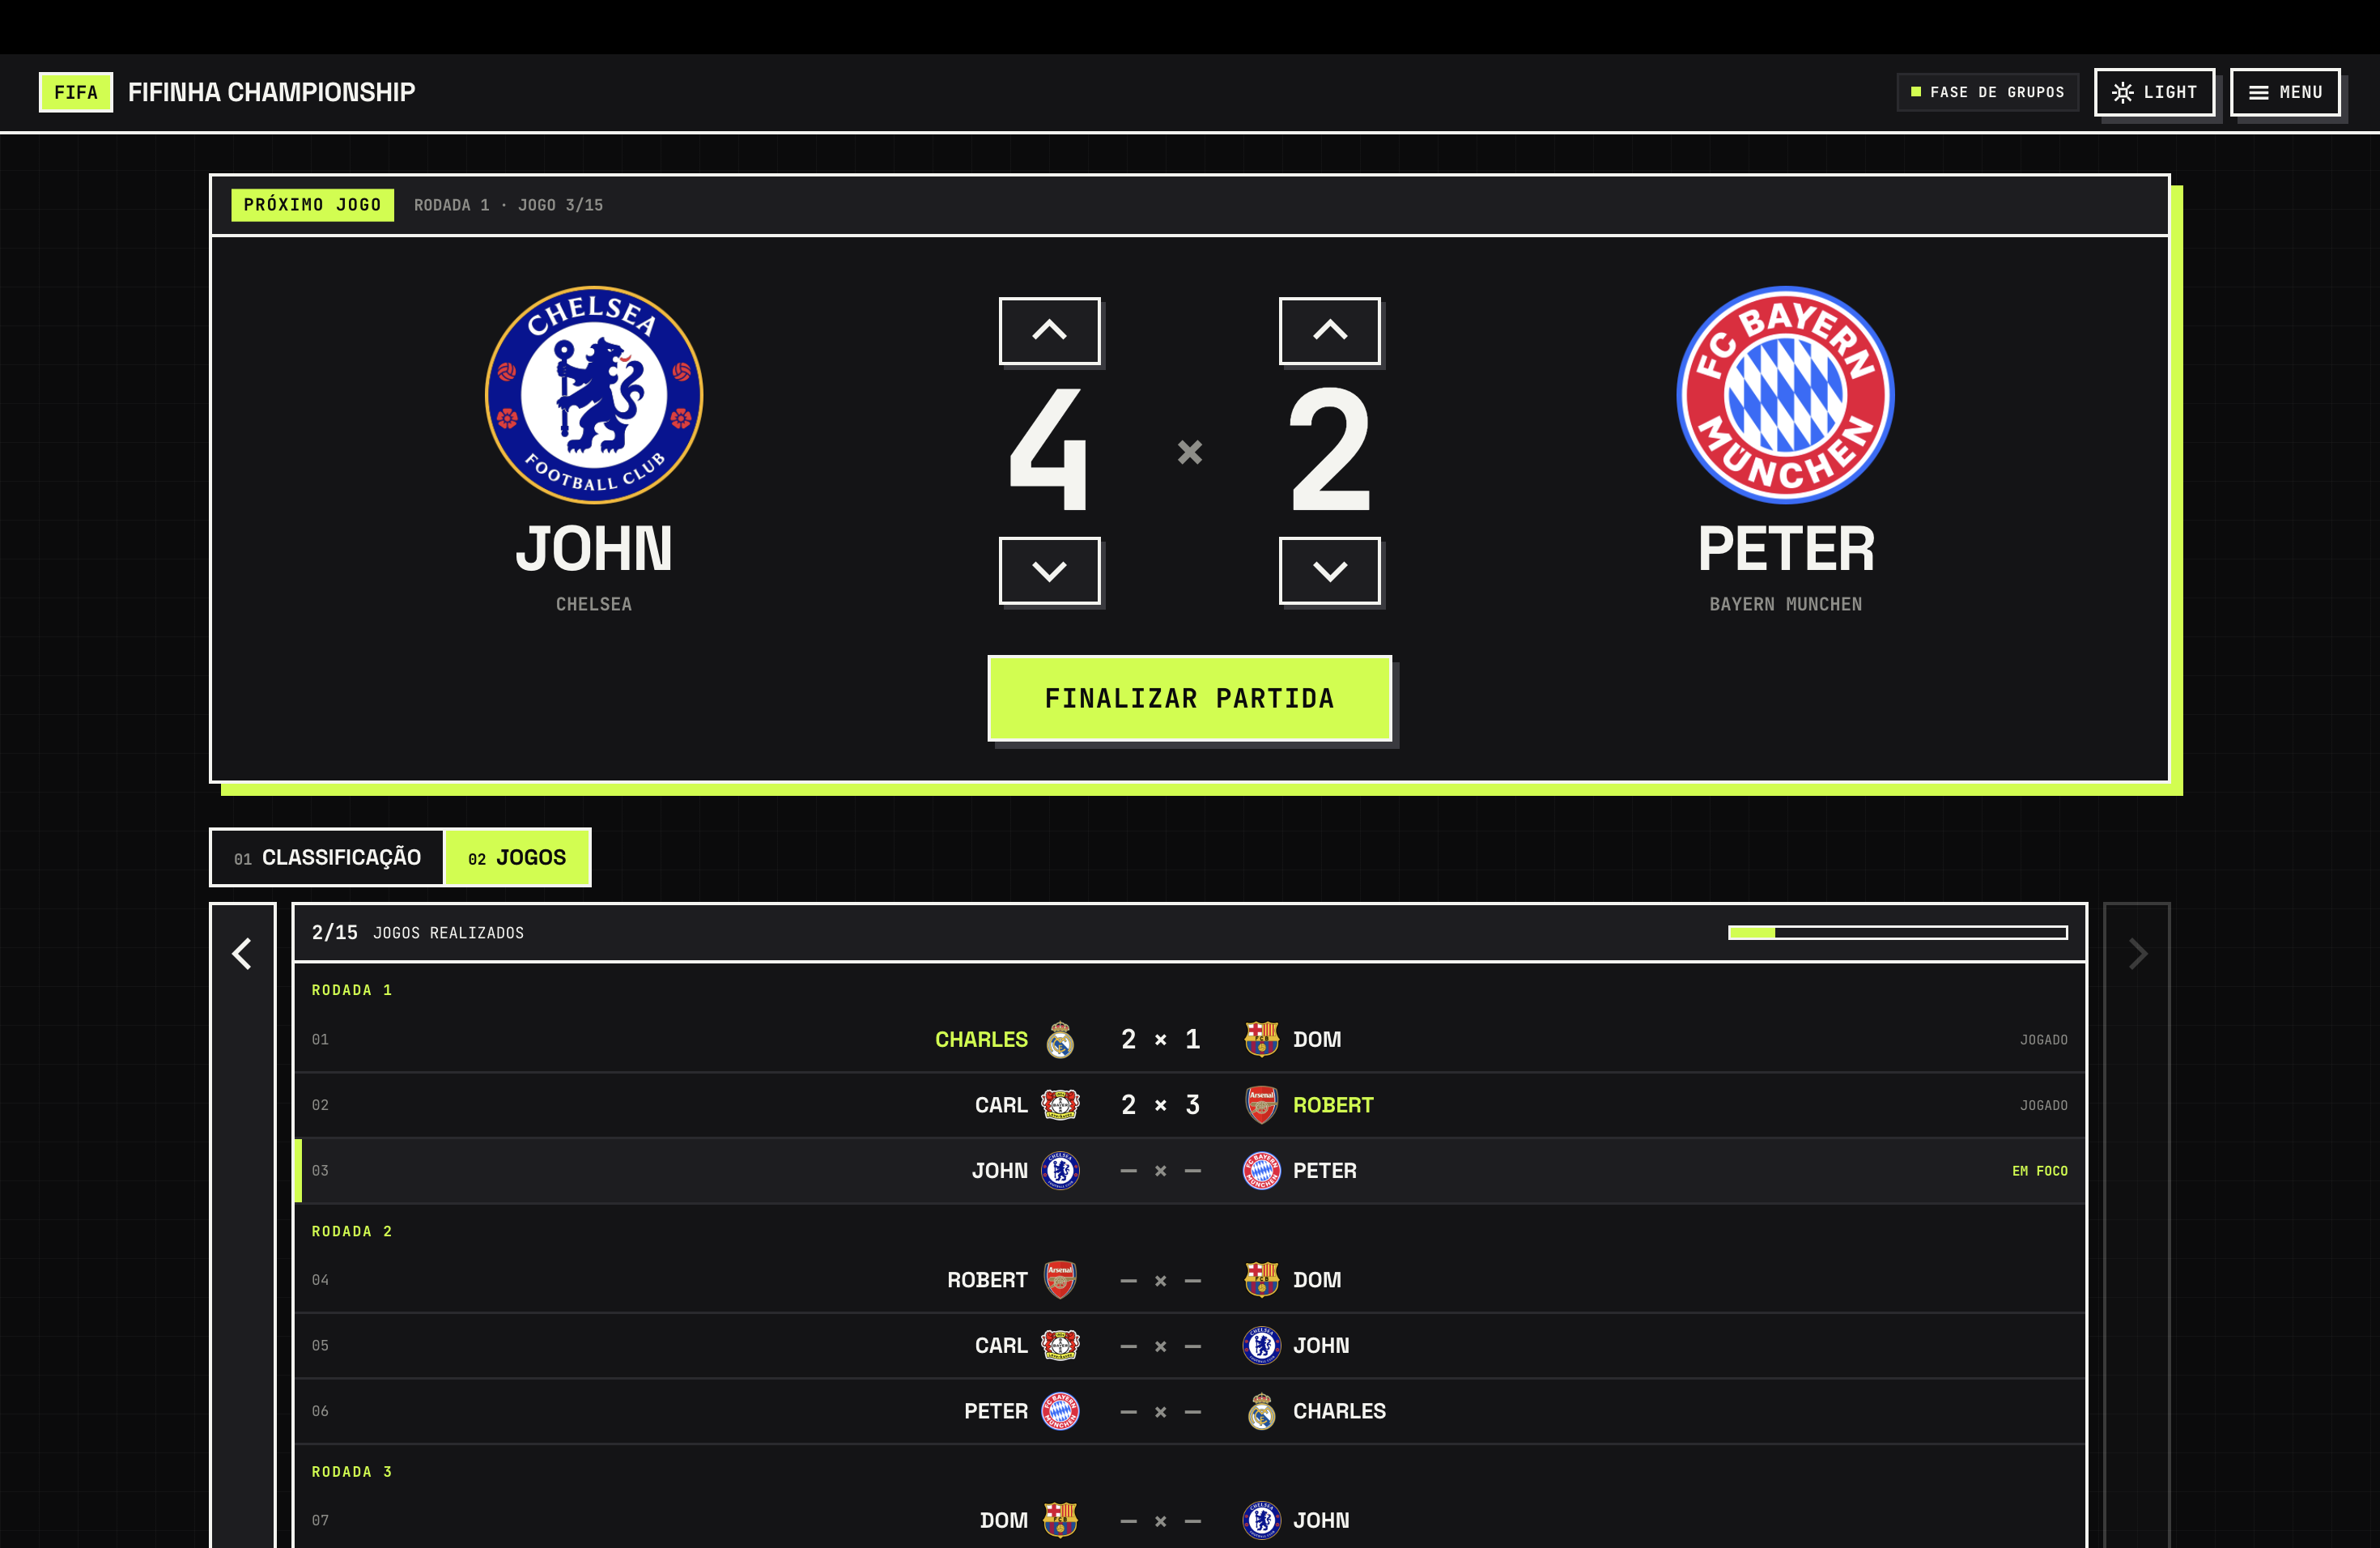 FIFA FIFINHA CHAMPIONSHIP FASE DE GRUPOS LIGHT MENU
PRÓXIMO JOGO RODADA 1 · JOGO 3/15
CHELSEA
FOOTBALL CLUB
FC BAYERN
MÜNCHEN
4 × 2
JOHN PETER
CHELSEA BAYERN MUNCHEN
FINALIZAR PARTIDA
01 CLASSIFICAÇÃO 02 JOGOS
2/15 JOGOS REALIZADOS
RODADA 1
01 CHARLES 2 × 1 DOM JOGADO
02 CARL 2 × 3 Arsenal ROBERT JOGADO
03 JOHN — × — PETER EM FOCO
RODADA 2
04 ROBERT Arsenal — × — DOM
05 CARL — × — JOHN
06 PETER — × — CHARLES
RODADA 3
07 DOM — × — JOHN